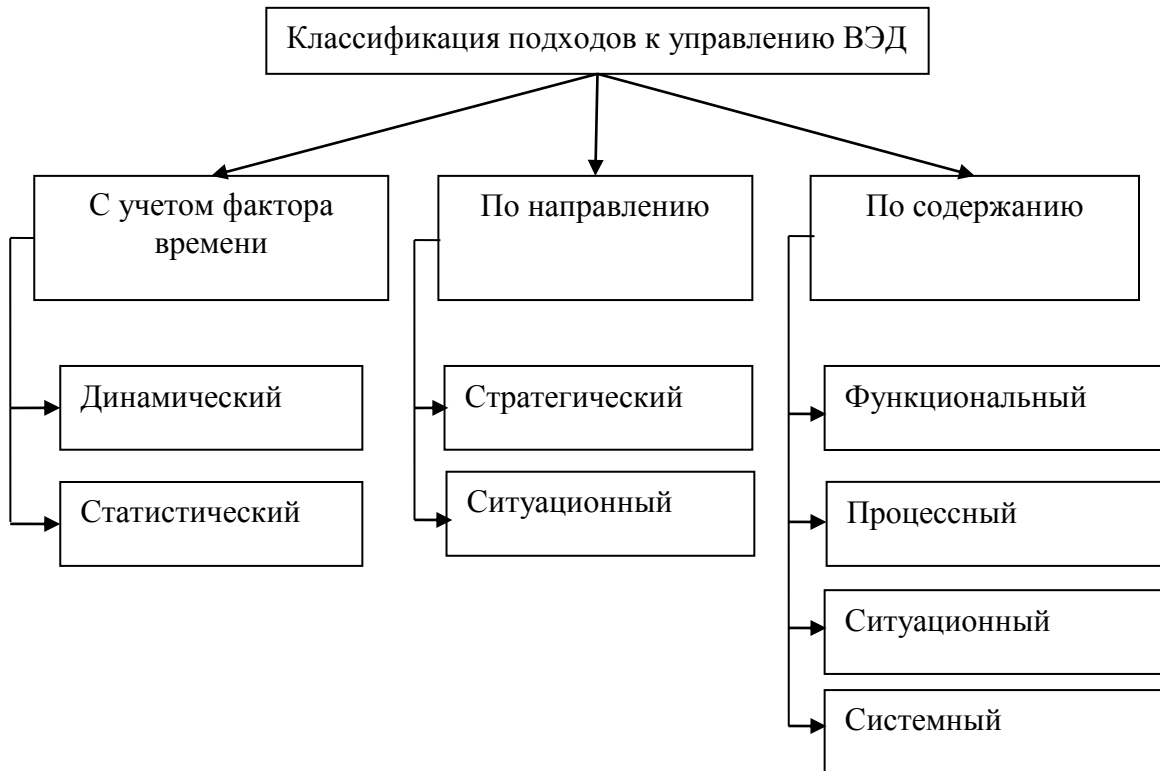 Классификация подходов к управлению ВЭД
С учетом фактора
времени
По направлению
По содержанию
Динамический
Стратегический
Функциональный
Статистический
Ситуационный
Процессный
Ситуационный
Системный